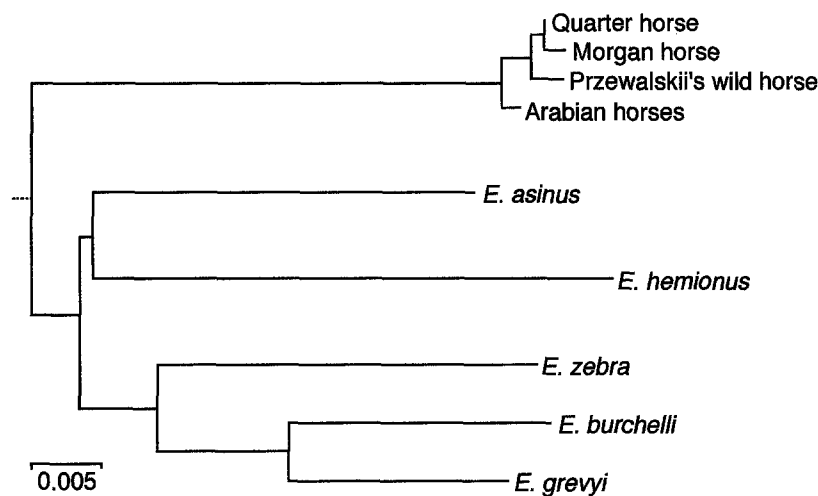 Quarter horse
Morgan horse
Przewalskii's wild horse
Arabian horses
E. asinus
E. hemionus
E. zebra
E. burchelli
0.005
E. grevyi